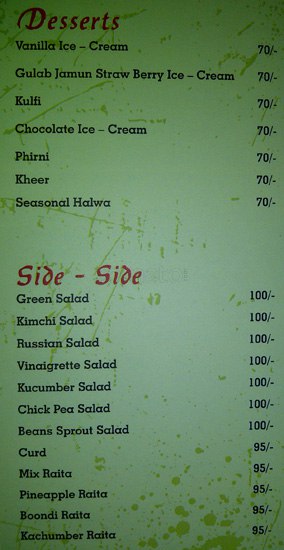 Desserts
Vanilla Ice – Cream 70/-
Gulab Jamun Straw Berry Ice – Cream 70/-
Kulfi 70/-
Chocolate Ice – Cream 70/-
Phirni 70/-
Kheer 70/-
Seasonal Halwa 70/-
Side - Side
Green Salad 100/-
Kimchi Salad 100/-
Russian Salad 100/-
Vinaigrette Salad 100/-
Kucumber Salad 100/-
Chick Pea Salad 100/-
Beans Sprout Salad 100/-
Curd 95/-
Mix Raita 95/-
Pineapple Raita 95/-
Boondi Raita 95/-
Kachumber Raita 95/-